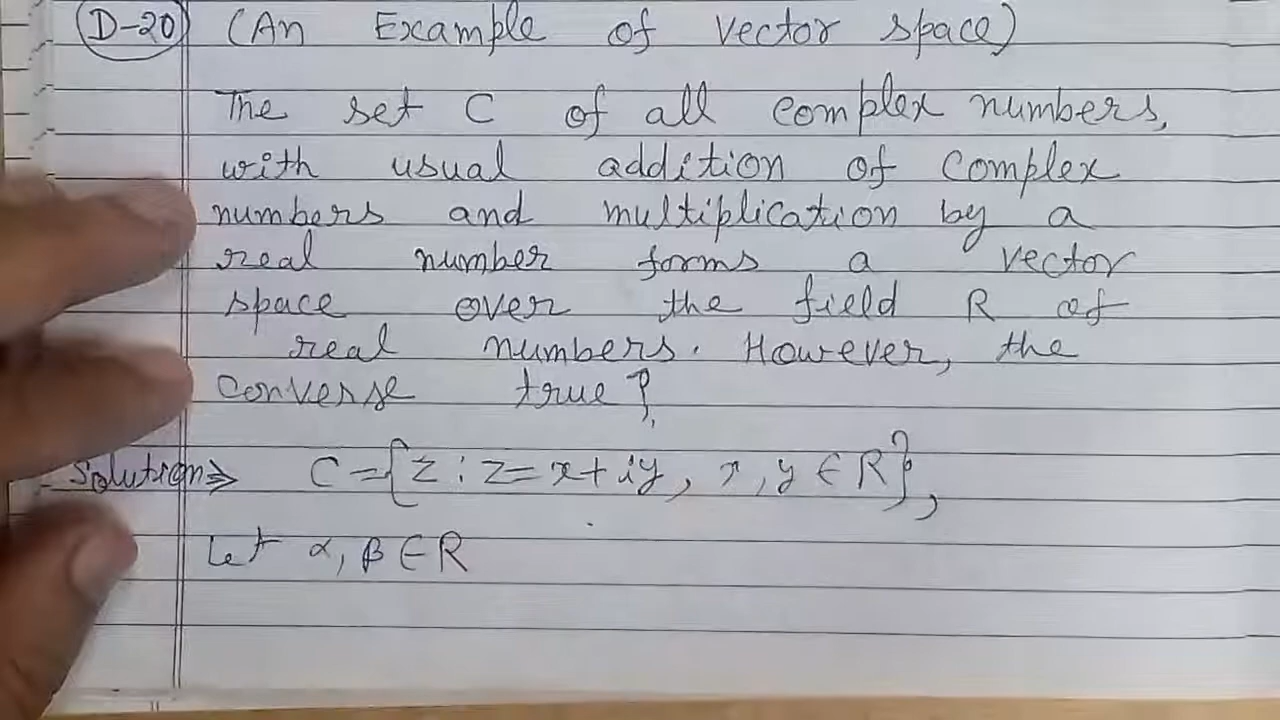 D-20 (An Example of vector space)
The set C of all complex numbers,
with usual addition of complex
numbers and multiplication by a
real number forms a vector
space over the field R of
real numbers. However, the
converse true?
Solution⇒ C={z:z=x+iy, x,y∈R},
Let α,β∈R